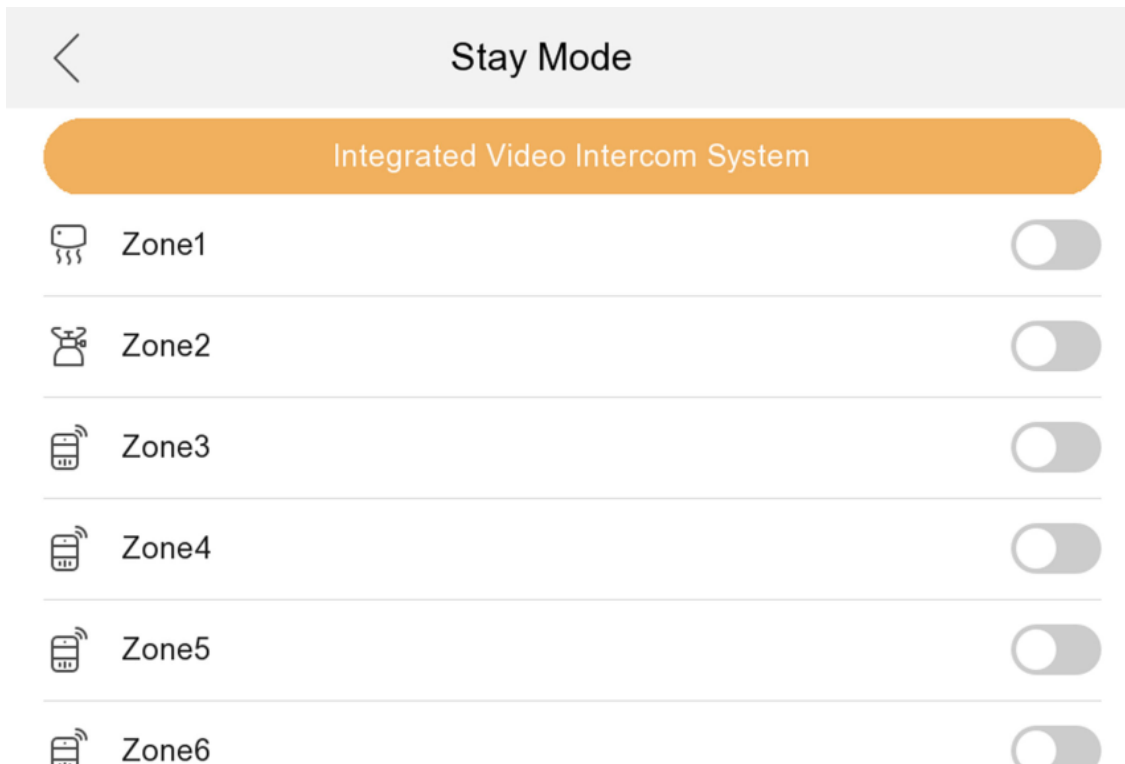 Stay Mode
Integrated Video Intercom System
Zone1
Zone2
Zone3
Zone4
Zone5
Zone6